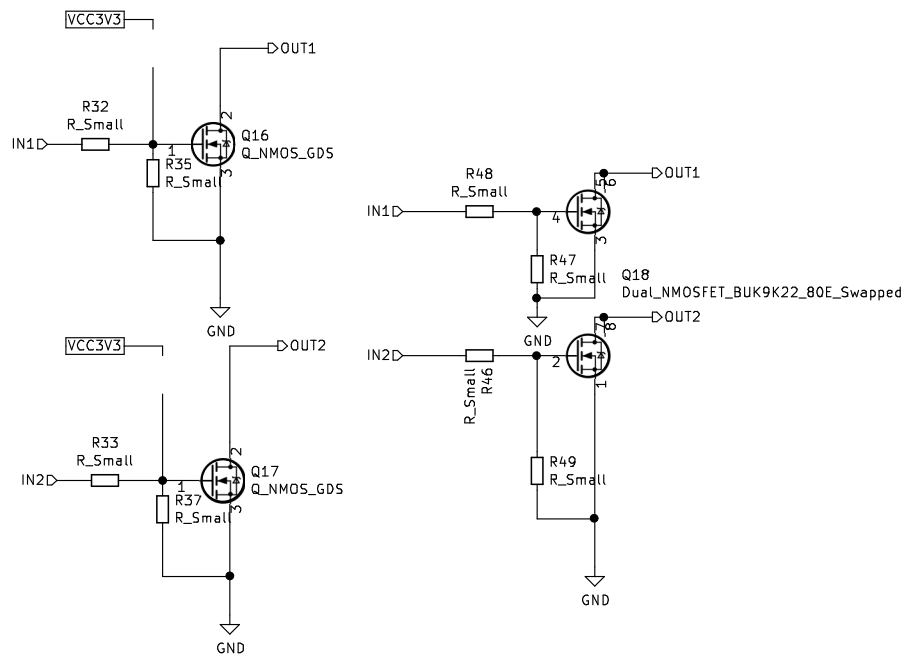 VCC3V3
OUT1
2
R32
R_Small
Q16
Q_NMOS_GDS
IN1
1
R35
R_Small
3
GND
VCC3V3
OUT2
2
R33
R_Small
Q17
Q_NMOS_GDS
IN2
1
R37
R_Small
3
GND
R48
R_Small
5
6
OUT1
IN1
4
3
R47
R_Small
Q18
Dual_NMOSFET_BUK9K22_80E_Swapped
GND
7
8
OUT2
IN2
2
R_Small
R46
1
R49
R_Small
GND